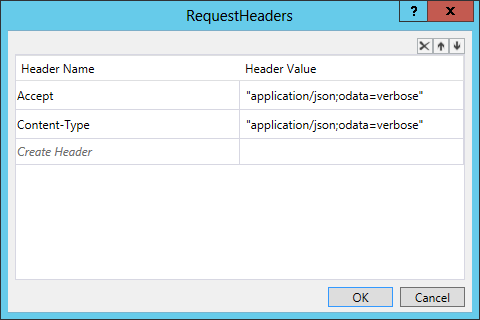 RequestHeaders
?
Header Name Header Value
Accept "application/json;odata=verbose"
Content-Type "application/json;odata=verbose"
Create Header
OK Cancel